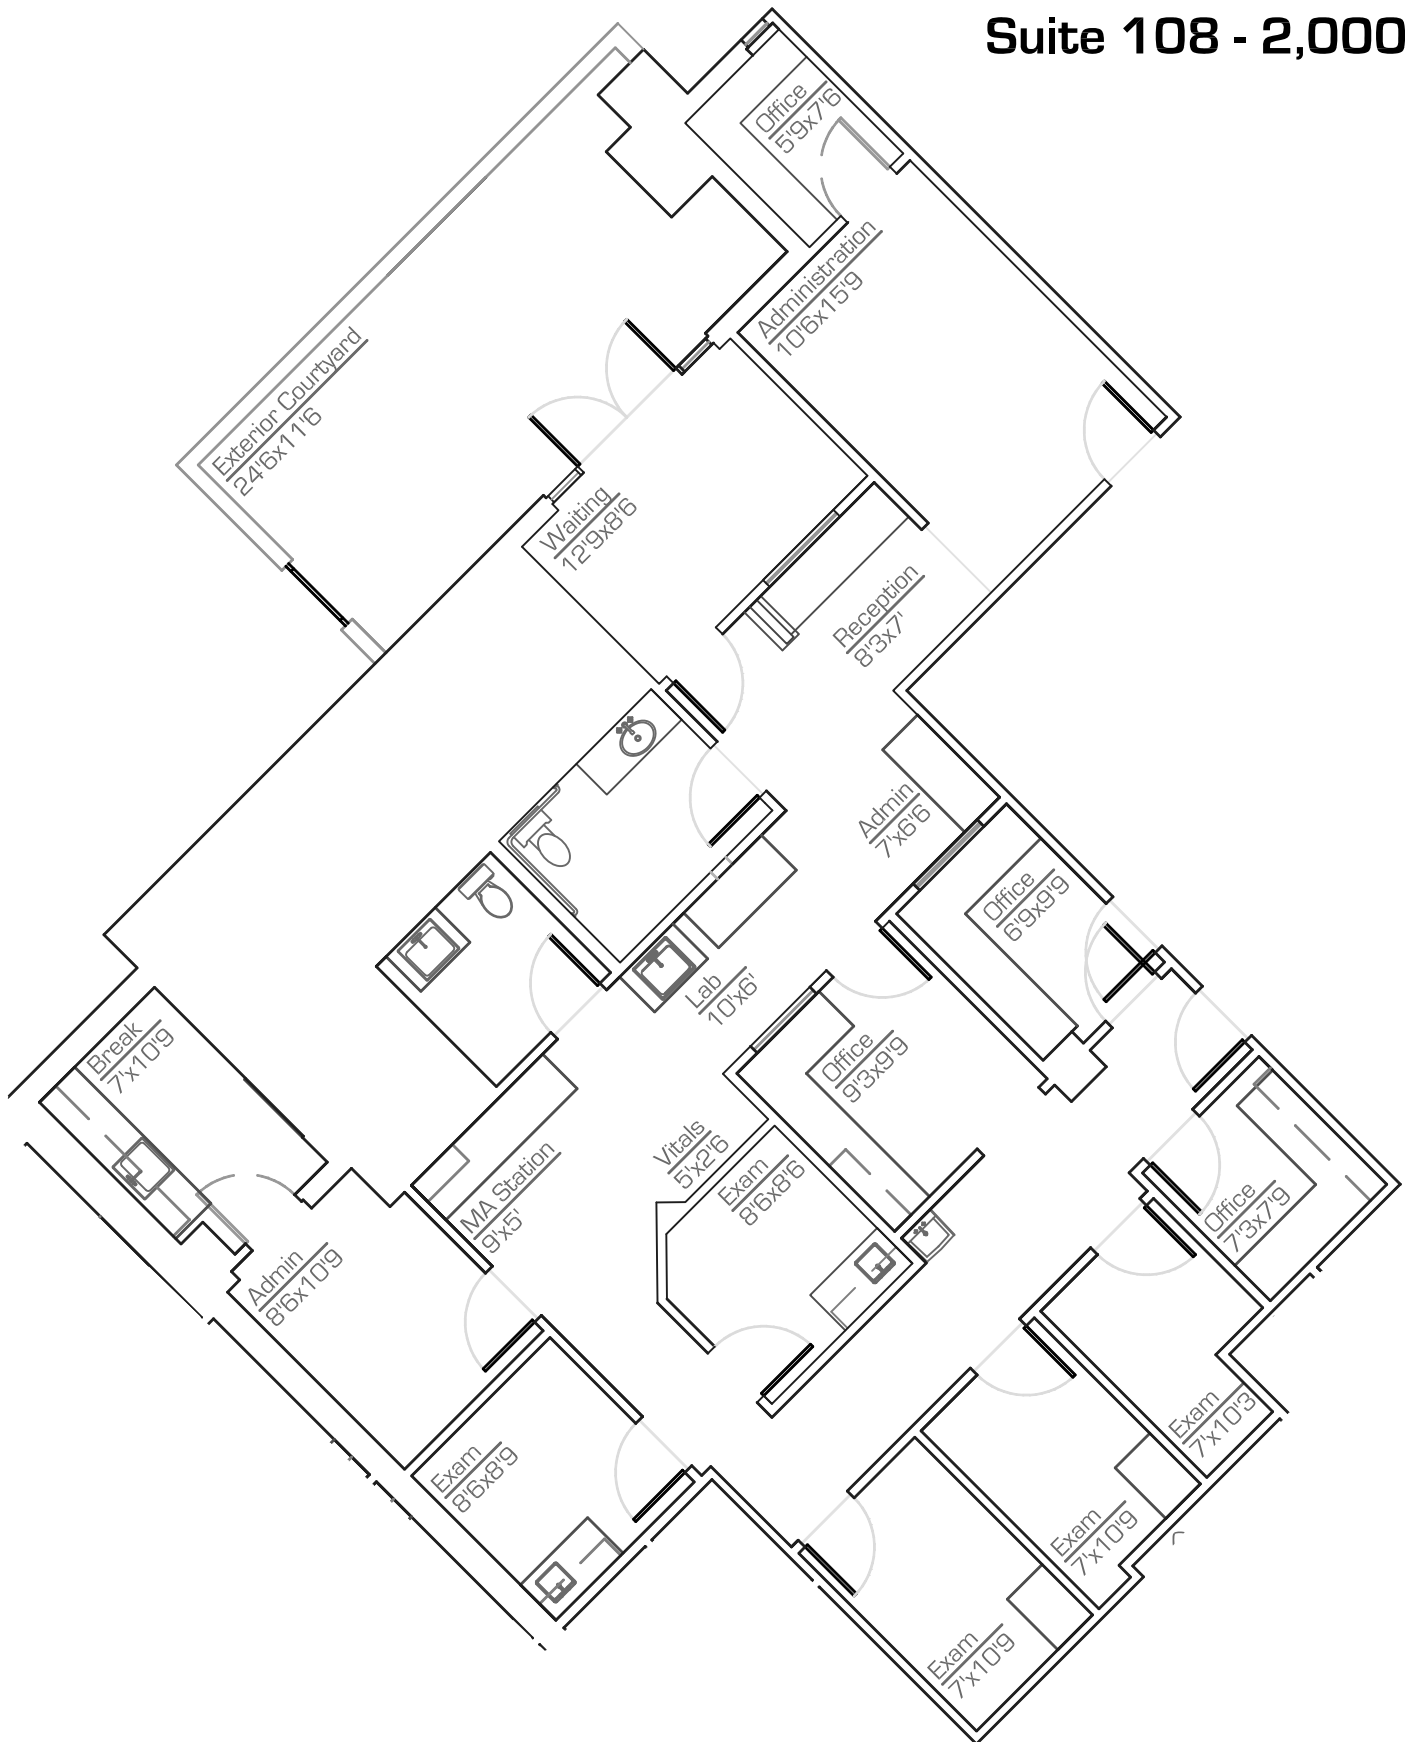 Suite 108 - 2,000
Office
5'9x7'6
Administration
10'6x15'9
Exterior Courtyard
24'6x11'6
Waiting
12'9x8'6
Reception
8'3x7'
Admin
7'x6'6
Office
6'9x9'9
Lab
10'x6'
Office
9'3x9'9
Break
7'x10'9
Vitals
5'x2'6
Exam
8'6x8'6
MA Station
9'x5'
Office
7'3x7'9
Admin
8'6x10'9
Exam
7'x10'3
Exam
8'6x8'9
Exam
7'x10'9
Exam
7'x10'9